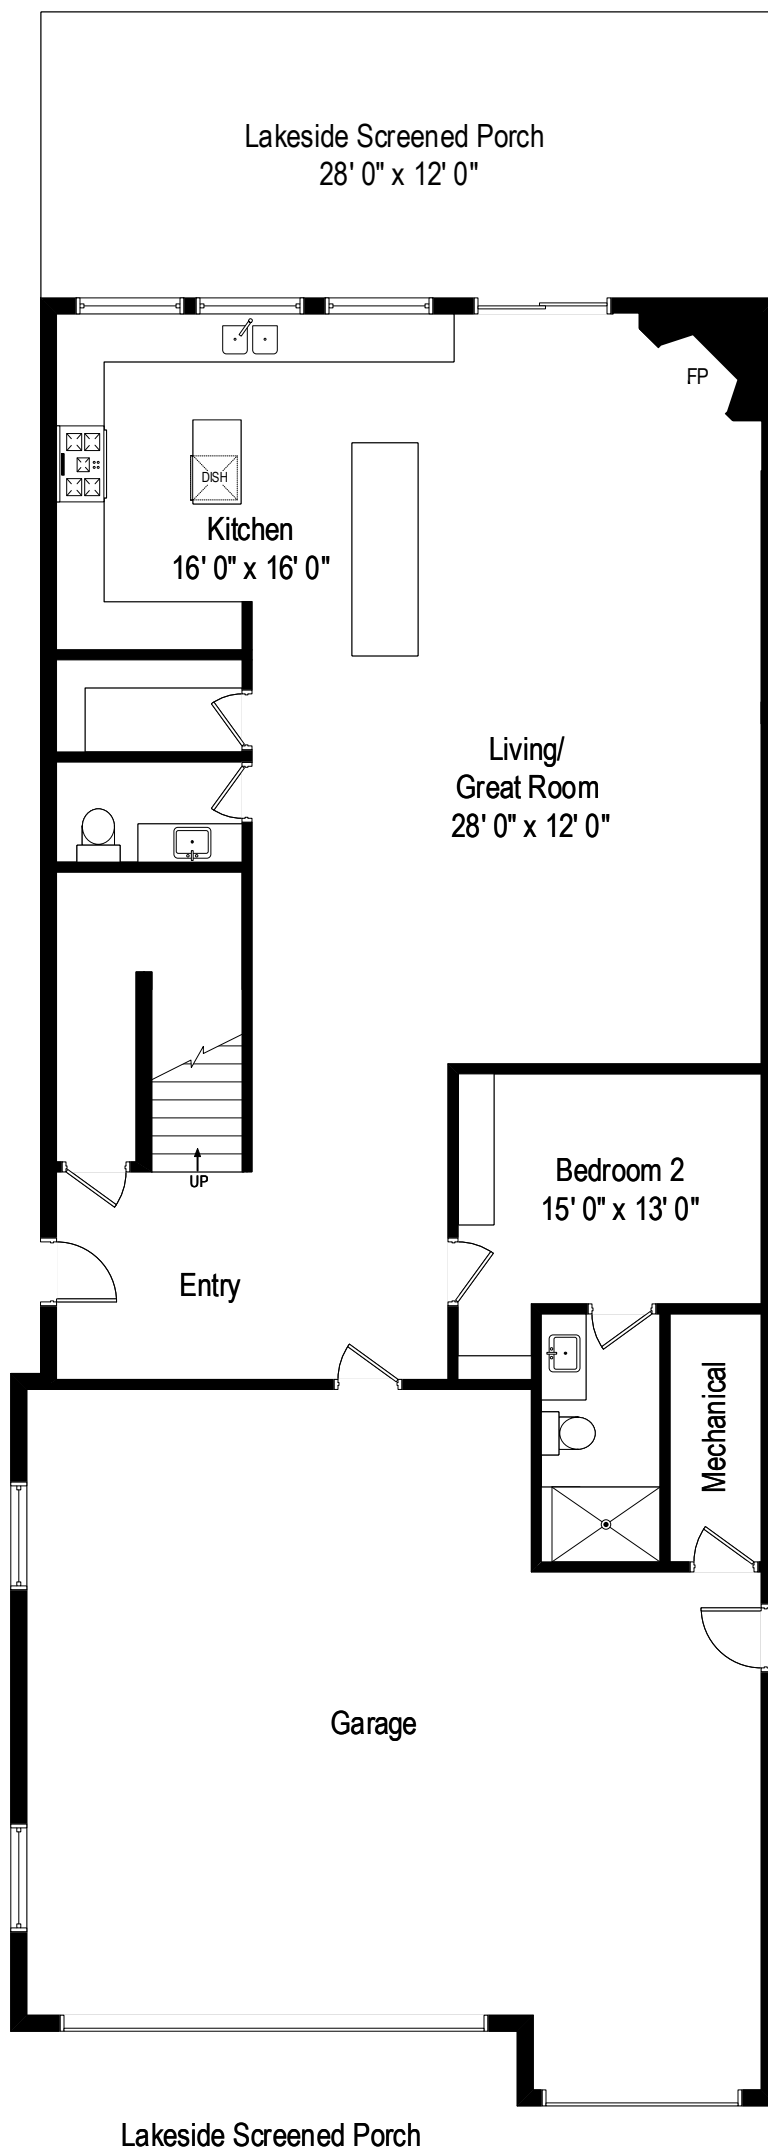 Lakeside Screened Porch
28' 0" x 12' 0"
FP
DISH
Kitchen
16' 0" x 16' 0"
Living/
Great Room
28' 0" x 12' 0"
Bedroom 2
15' 0" x 13' 0"
UP
Entry
Mechanical
Garage
Lakeside Screened Porch